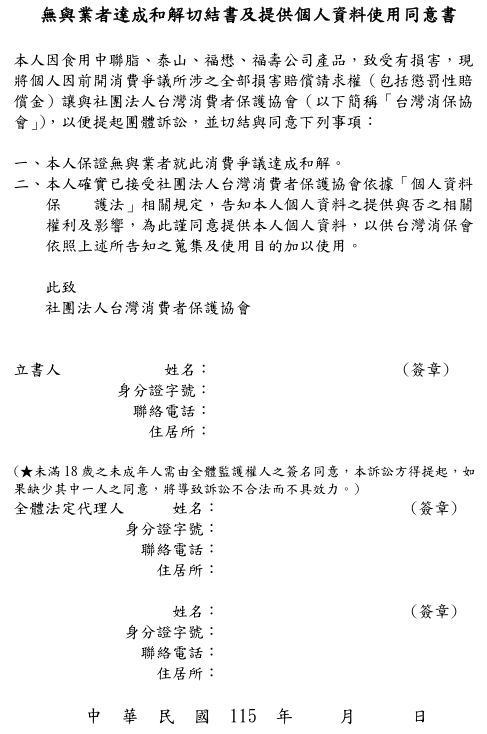 無與業者達成和解切結書及提供個人資料使用同意書
本人因食用中聯脂、泰山、福懋、福壽公司產品，致受有損害，現
將個人因前開消費爭議所涉之全部損害賠償請求權（包括懲罰性賠
償金）讓與社團法人台灣消費者保護協會（以下簡稱「台灣消保協
會」），以便提起團體訴訟，並切結與同意下列事項：
一、本人保證無與業者就此消費爭議達成和解。
二、本人確實已接受社團法人台灣消費者保護協會依據「個人資料
保　　護法」相關規定，告知本人個人資料之提供與否之相關
權利及影響，為此謹同意提供本人個人資料，以供台灣消保會
依照上述所告知之蒐集及使用目的加以使用。
此致
社團法人台灣消費者保護協會
立書人　　姓名：　　（簽章）
身分證字號：
聯絡電話：
住居所：
（★未滿 18 歲之未成年人需由全體監護權人之簽名同意，本訴訟方得提起，如
果缺少其中一人之同意，將導致訴訟不合法而不具效力。）
全體法定代理人　　姓名：　　（簽章）
身分證字號：
聯絡電話：
住居所：
姓名：　　（簽章）
身分證字號：
聯絡電話：
住居所：
中　華　民　國　115　年　　月　　日